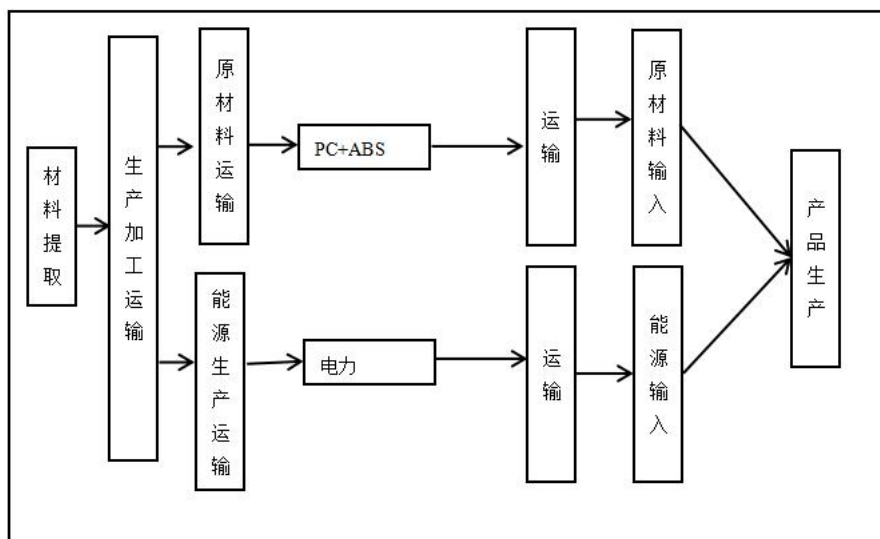 材料提取
生产加工运输
原材料运输
PC+ABS
运输
原材料输入
能源生产运输
电力
运输
能源输入
产品生产